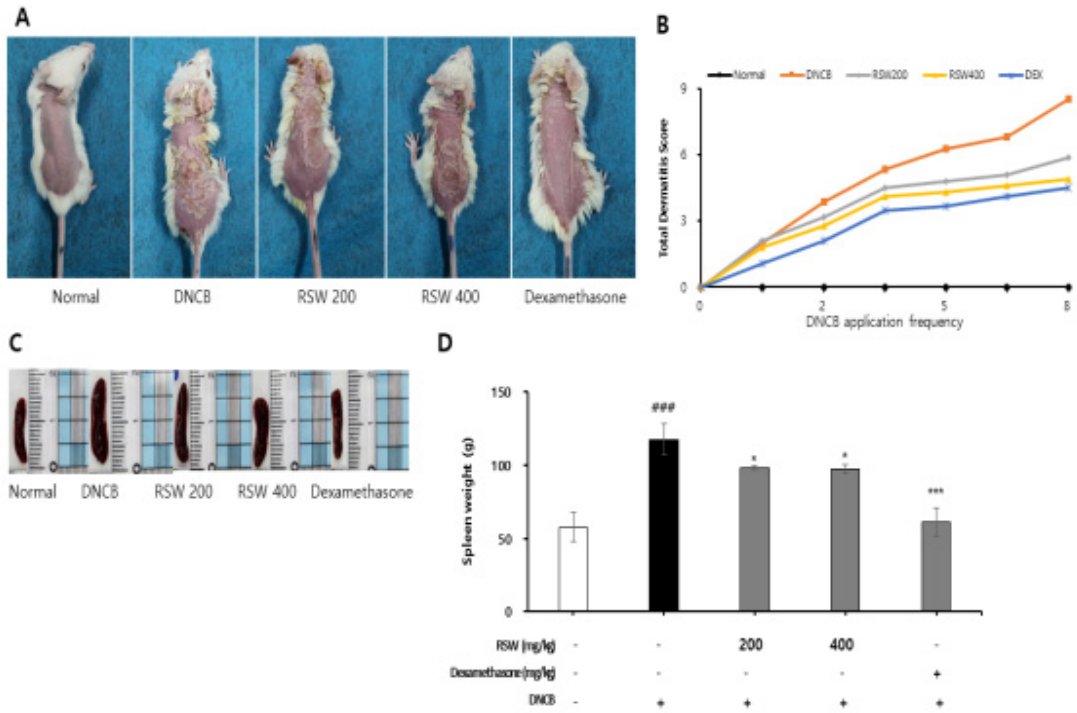 A
Normal
DNCB
RSW 200
RSW 400
Dexamethasone
B
Normal DNCB RSW200 RSW400 DEX
Total Dermatitis Score
9
6
3
0
0 2 5 8
DNCB application frequency
C
Normal DNCB RSW 200 RSW 400 Dexamethasone
D
Spleen weight (g)
150
100
50
0
###
*
*
***
RSW (mg/kg) - - 200 400 -
Dexamethasone (mg/kg) - - - - +
DNCB - + + + +